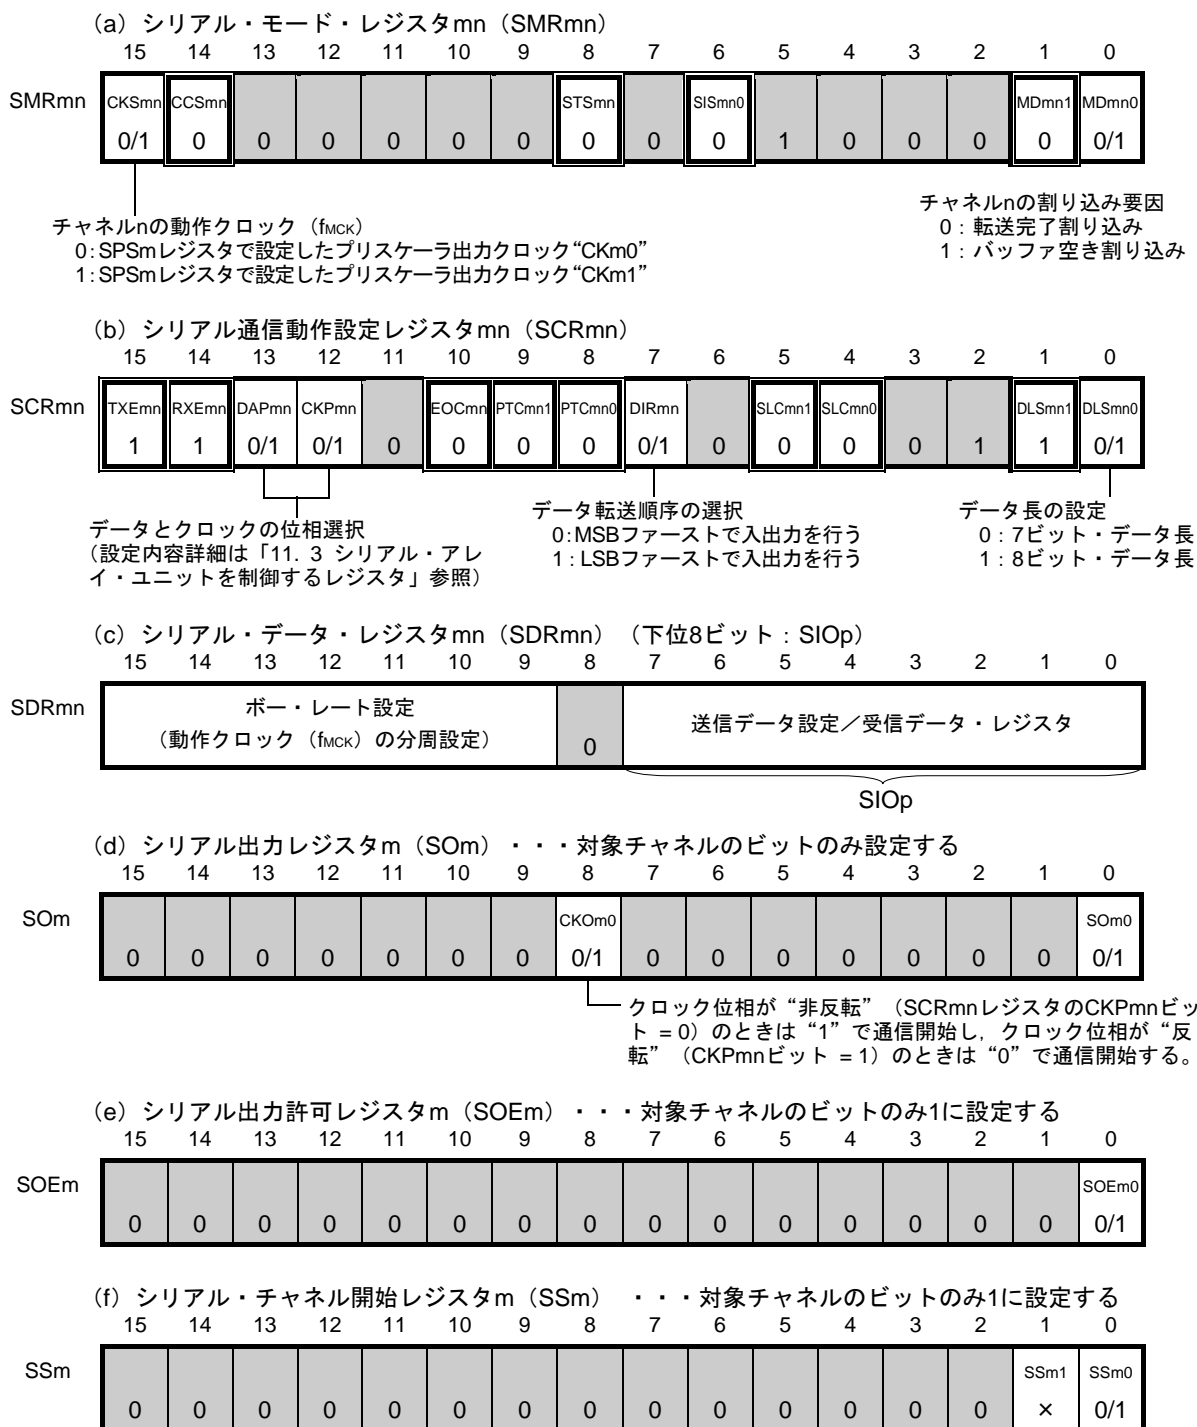 （a）シリアル・モード・レジスタmn（SMRmn）
15 14 13 12 11 10 9 8 7 6 5 4 3 2 1 0
SMRmn CKSmn CCSmn STSmn SISmn0 MDmn1 MDmn0
0/1 0 0 0 0 0 0 0 0 0 1 0 0 0 0 0/1
チャネルnの動作クロック（fMCK）
0：SPSmレジスタで設定したプリスケーラ出力クロック“CKm0”
1：SPSmレジスタで設定したプリスケーラ出力クロック“CKm1”
チャネルnの割り込み要因
0：転送完了割り込み
1：バッファ空き割り込み
（b）シリアル通信動作設定レジスタmn（SCRmn）
15 14 13 12 11 10 9 8 7 6 5 4 3 2 1 0
SCRmn TXEmn RXEmn DAPmn CKPmn EOCmn PTCmn1 PTCmn0 DIRmn SLCmn1 SLCmn0 DLSmn1 DLSmn0
1 1 0/1 0/1 0 0 0 0 0/1 0 0 0 0 1 1 0/1
データとクロックの位相選択
（設定内容詳細は「11. 3 シリアル・アレ
イ・ユニットを制御するレジスタ」参照）
データ転送順序の選択
0：MSBファーストで入出力を行う
1：LSBファーストで入出力を行う
データ長の設定
0：7ビット・データ長
1：8ビット・データ長
（c）シリアル・データ・レジスタmn（SDRmn）（下位8ビット：SIOp）
15 14 13 12 11 10 9 8 7 6 5 4 3 2 1 0
SDRmn
ボー・レート設定
（動作クロック（fMCK）の分周設定）
0
送信データ設定／受信データ・レジスタ
SIOp
（d）シリアル出力レジスタm（SOm）・・・対象チャネルのビットのみ設定する
15 14 13 12 11 10 9 8 7 6 5 4 3 2 1 0
SOm CKOm0 SOm0
0 0 0 0 0 0 0 0/1 0 0 0 0 0 0 0 0/1
クロック位相が“非反転”（SCRmnレジスタのCKPmnビッ
ト = 0）のときは“1”で通信開始し，クロック位相が“反
転”（CKPmnビット = 1）のときは“0”で通信開始する。
（e）シリアル出力許可レジスタm（SOEm）・・・対象チャネルのビットのみ1に設定する
15 14 13 12 11 10 9 8 7 6 5 4 3 2 1 0
SOEm SOEm0
0 0 0 0 0 0 0 0 0 0 0 0 0 0 0 0/1
（f）シリアル・チャネル開始レジスタm（SSm）・・・対象チャネルのビットのみ1に設定する
15 14 13 12 11 10 9 8 7 6 5 4 3 2 1 0
SSm SSm1 SSm0
0 0 0 0 0 0 0 0 0 0 0 0 0 0 × 0/1